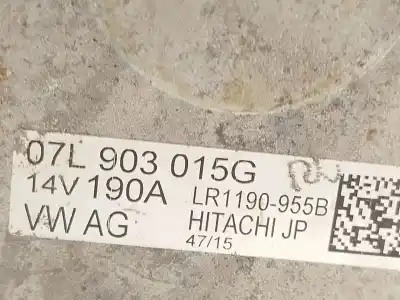 07L 903 015G
14V 190A LR1190-955B
VW AG HITACHI JP
47/15